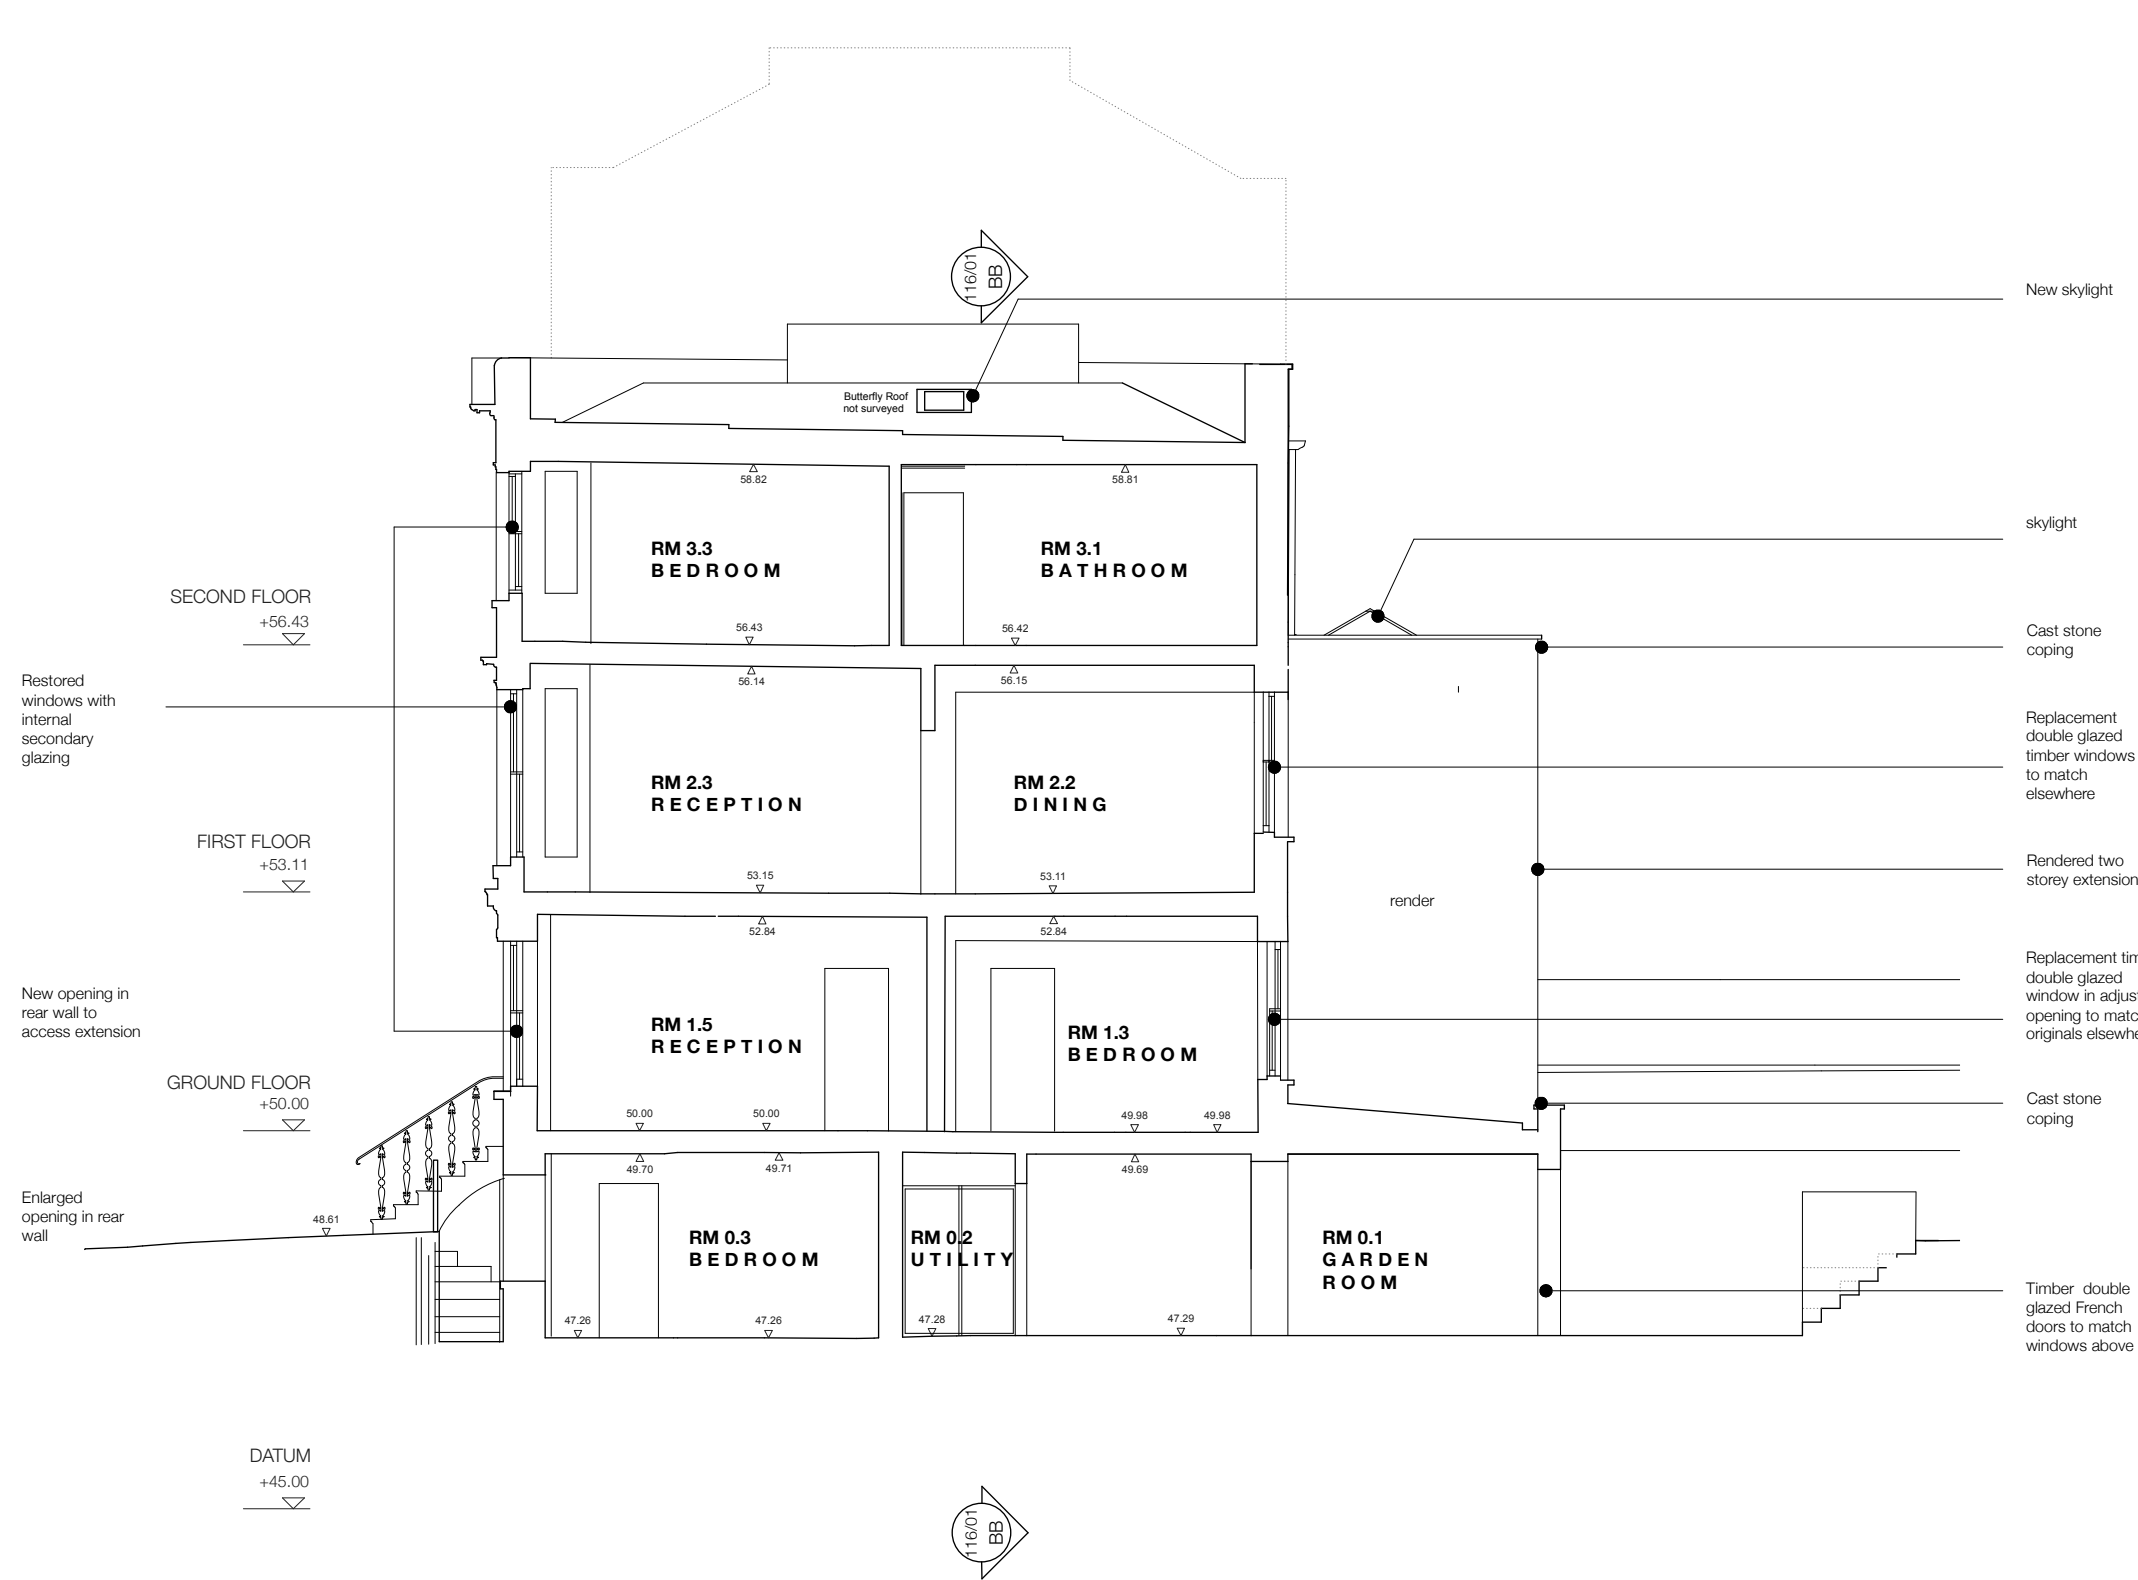 116/01
BB
New skylight
Butterfly Roof
not surveyed
58.82
58.81
RM 3.3
BEDROOM
RM 3.1
BATHROOM
skylight
SECOND FLOOR
+56.43
56.43
56.42
Cast stone
coping
Restored
windows with
internal
secondary
glazing
56.14
56.15
Replacement
double glazed
timber windows
to match
elsewhere
RM 2.3
RECEPTION
RM 2.2
DINING
FIRST FLOOR
+53.11
53.15
53.11
Rendered two
storey extension
render
52.84
52.84
New opening in
rear wall to
access extension
RM 1.5
RECEPTION
RM 1.3
BEDROOM
Replacement
double glazed
window in
opening to
originals
GROUND FLOOR
+50.00
50.00
50.00
49.98
49.98
Cast stone
coping
49.70
49.71
49.69
Enlarged
opening in rear
wall
48.61
RM 0.3
BEDROOM
RM 0.2
UTILITY
RM 0.1
GARDEN
ROOM
47.26
47.26
47.28
47.29
Timber double
glazed French
doors to match
windows above
DATUM
+45.00
116/01
BB